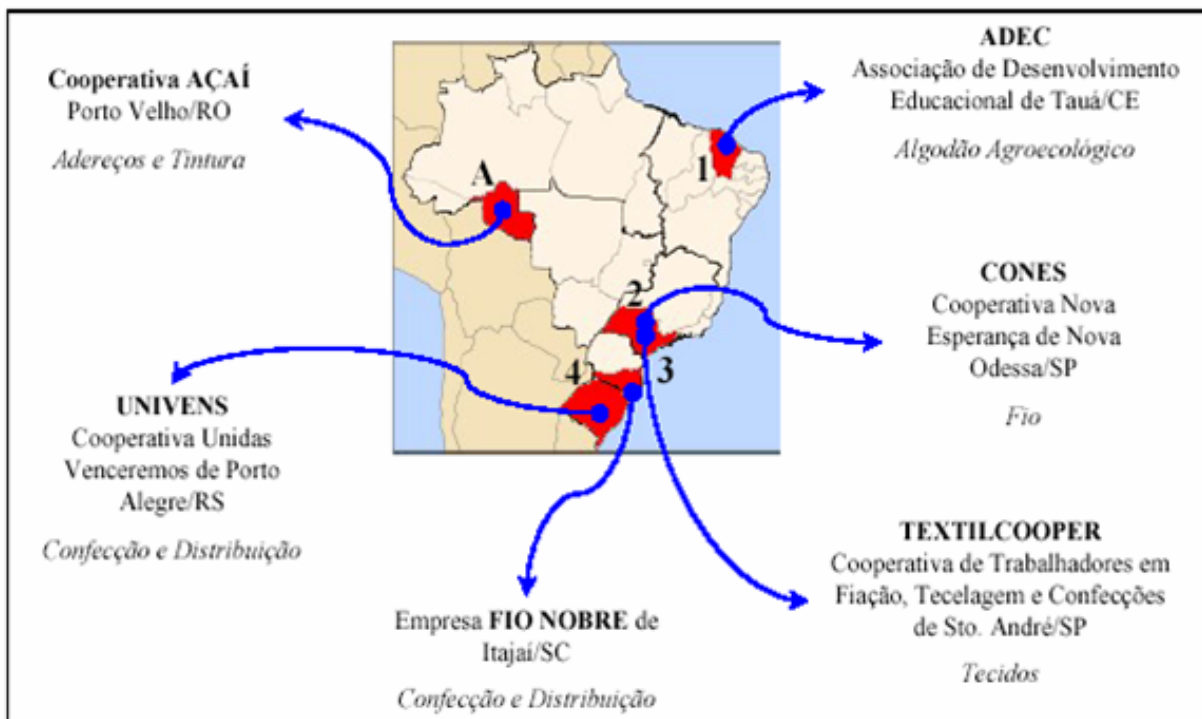 Cooperativa AÇAÍ
Porto Velho/RO
Adereços e Tintura
ADEC
Associação de Desenvolvimento
Educacional de Tauá/CE
Algodão Agroecológico
A
1
2
3
4
CONES
Cooperativa Nova
Esperança de Nova
Odessa/SP
Fio
UNIVENS
Cooperativa Unidas
Venceremos de Porto
Alegre/RS
Confecção e Distribuição
Empresa FIO NOBRE de
Itajaí/SC
Confecção e Distribuição
TEXTILCOOPER
Cooperativa de Trabalhadores em
Fiação, Tecelagem e Confecções
de Sto. André/SP
Tecidos